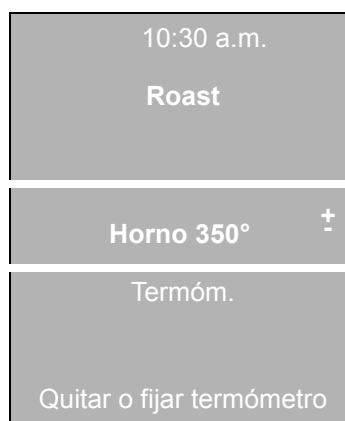 10:30 a.m.
Roast
+
Horno 350°
-
Termóm.
Quitar o fijar termómetro